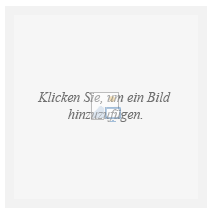 Klicken Sie, um ein Bild
hinzuzufügen.